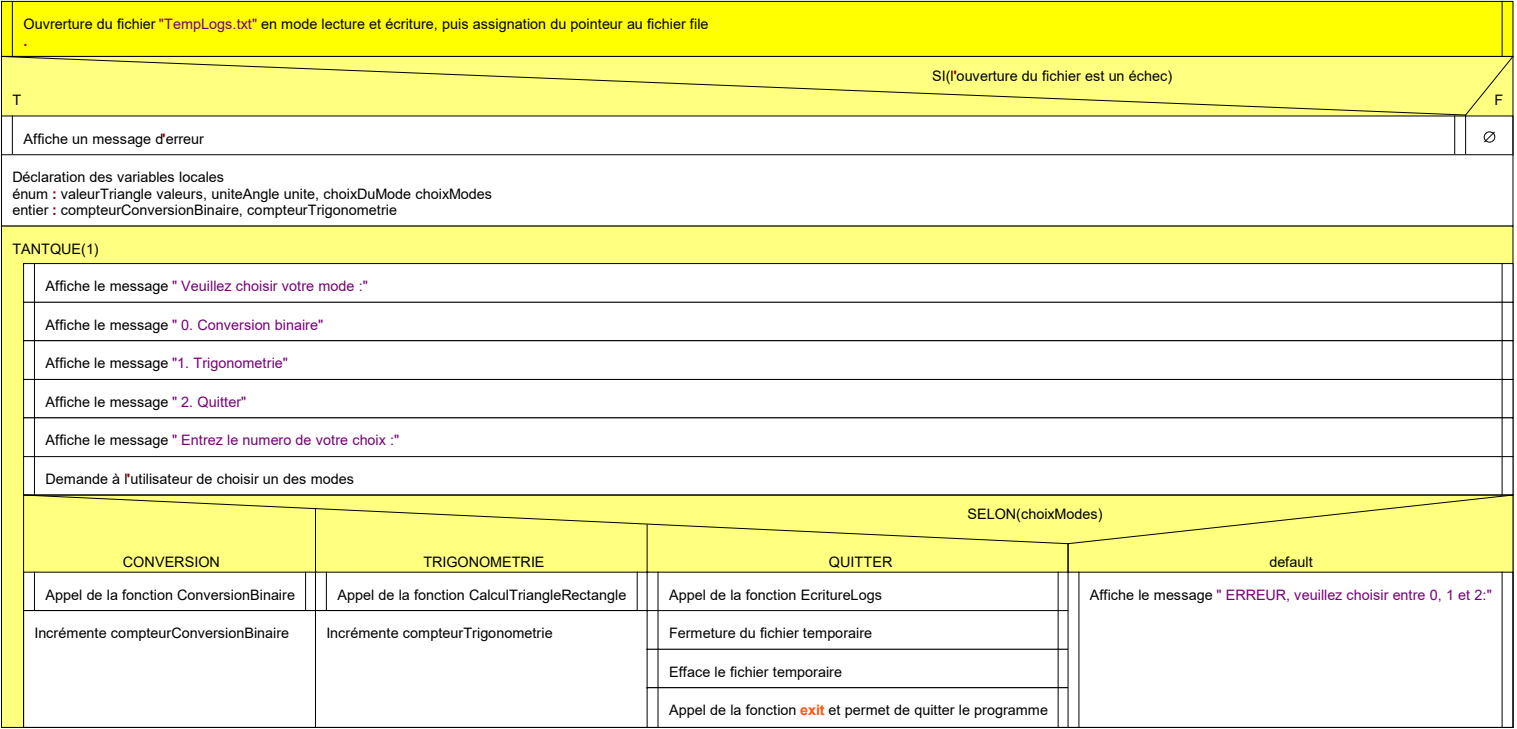 Ouvrerture du fichier "TempLogs.txt" en mode lecture et écriture, puis assignation du pointeur au fichier file
.
SI(l'ouverture du fichier est un échec)
T
F
Affiche un message d'erreur
∅
Déclaration des variables locales
énum : valeurTriangle valeurs, uniteAngle unite, choixDuMode choixModes
entier : compteurConversionBinaire, compteurTrigonometrie
TANTQUE(1)
Affiche le message " Veuillez choisir votre mode :"
Affiche le message " 0. Conversion binaire"
Affiche le message "1. Trigonometrie"
Affiche le message " 2. Quitter"
Affiche le message " Entrez le numero de votre choix :"
Demande à l'utilisateur de choisir un des modes
SELON(choixModes)
CONVERSION
Appel de la fonction ConversionBinaire
Incrémente compteurConversionBinaire
TRIGONOMETRIE
Appel de la fonction CalculTriangleRectangle
Incrémente compteurTrigonometrie
QUITTER
Appel de la fonction EcritureLogs
Fermeture du fichier temporaire
Efface le fichier temporaire
Appel de la fonction exit et permet de quitter le programme
default
Affiche le message " ERREUR, veuillez choisir entre 0, 1 et 2:"